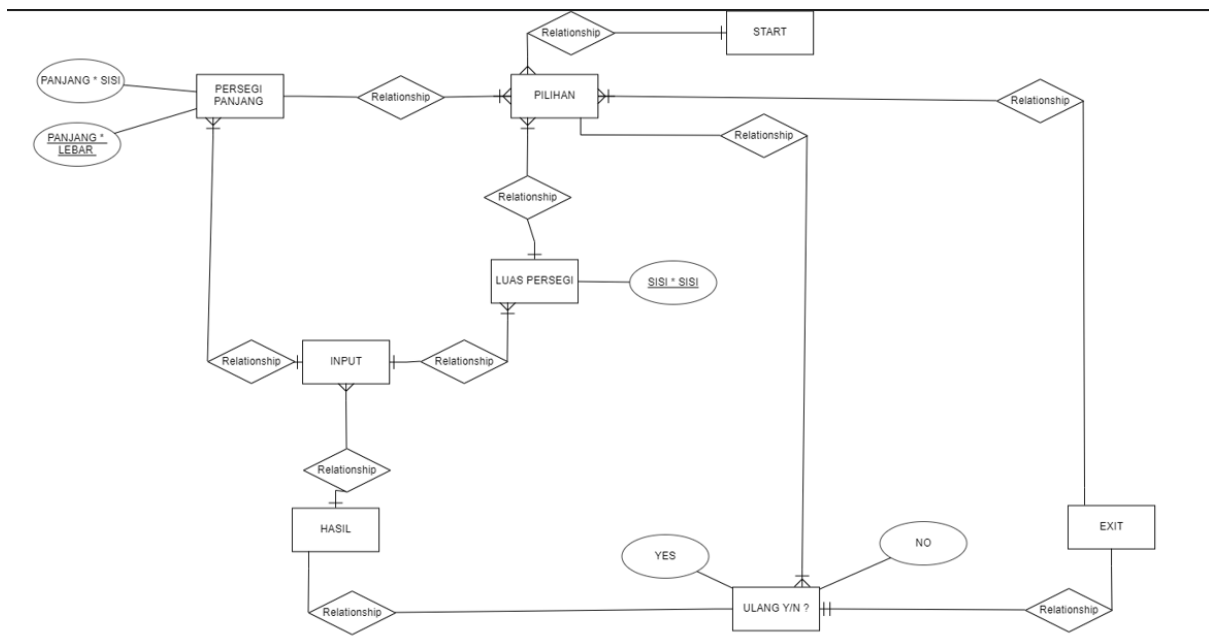 Relationship
START
PANJANG * SISI
PERSEGI
PANJANG
Relationship
PILIHAN
Relationship
PANJANG *
LEBAR
Relationship
Relationship
LUAS PERSEGI
SISI * SISI
Relationship
INPUT
Relationship
Relationship
HASIL
YES
NO
EXIT
Relationship
ULANG Y/N ?
Relationship